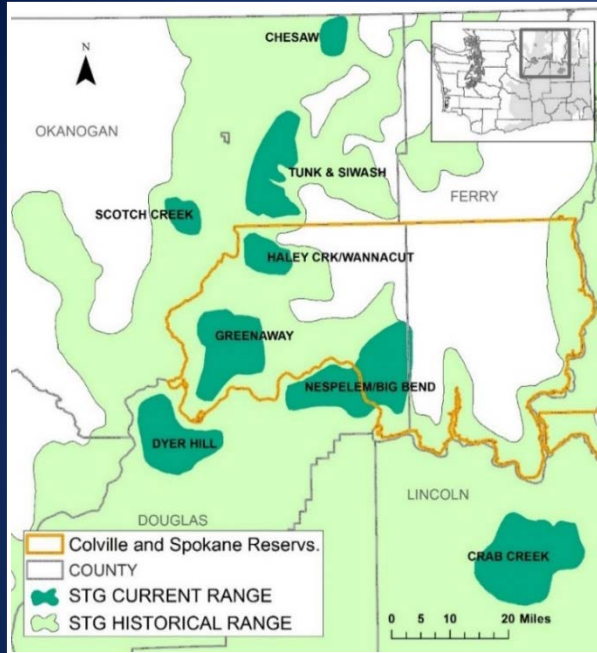 CHESAW
N
OKANOGAN
TUNK & SIWASH
FERRY
SCOTCH CREEK
HALEY CRK/WANNACUT
GREENAWAY
NESPELEM/BIG BEND
DYER HILL
LINCOLN
DOUGLAS
CRAB CREEK
Colville and Spokane Reservs.
COUNTY
STG CURRENT RANGE
STG HISTORICAL RANGE
0 5 10 20 Miles